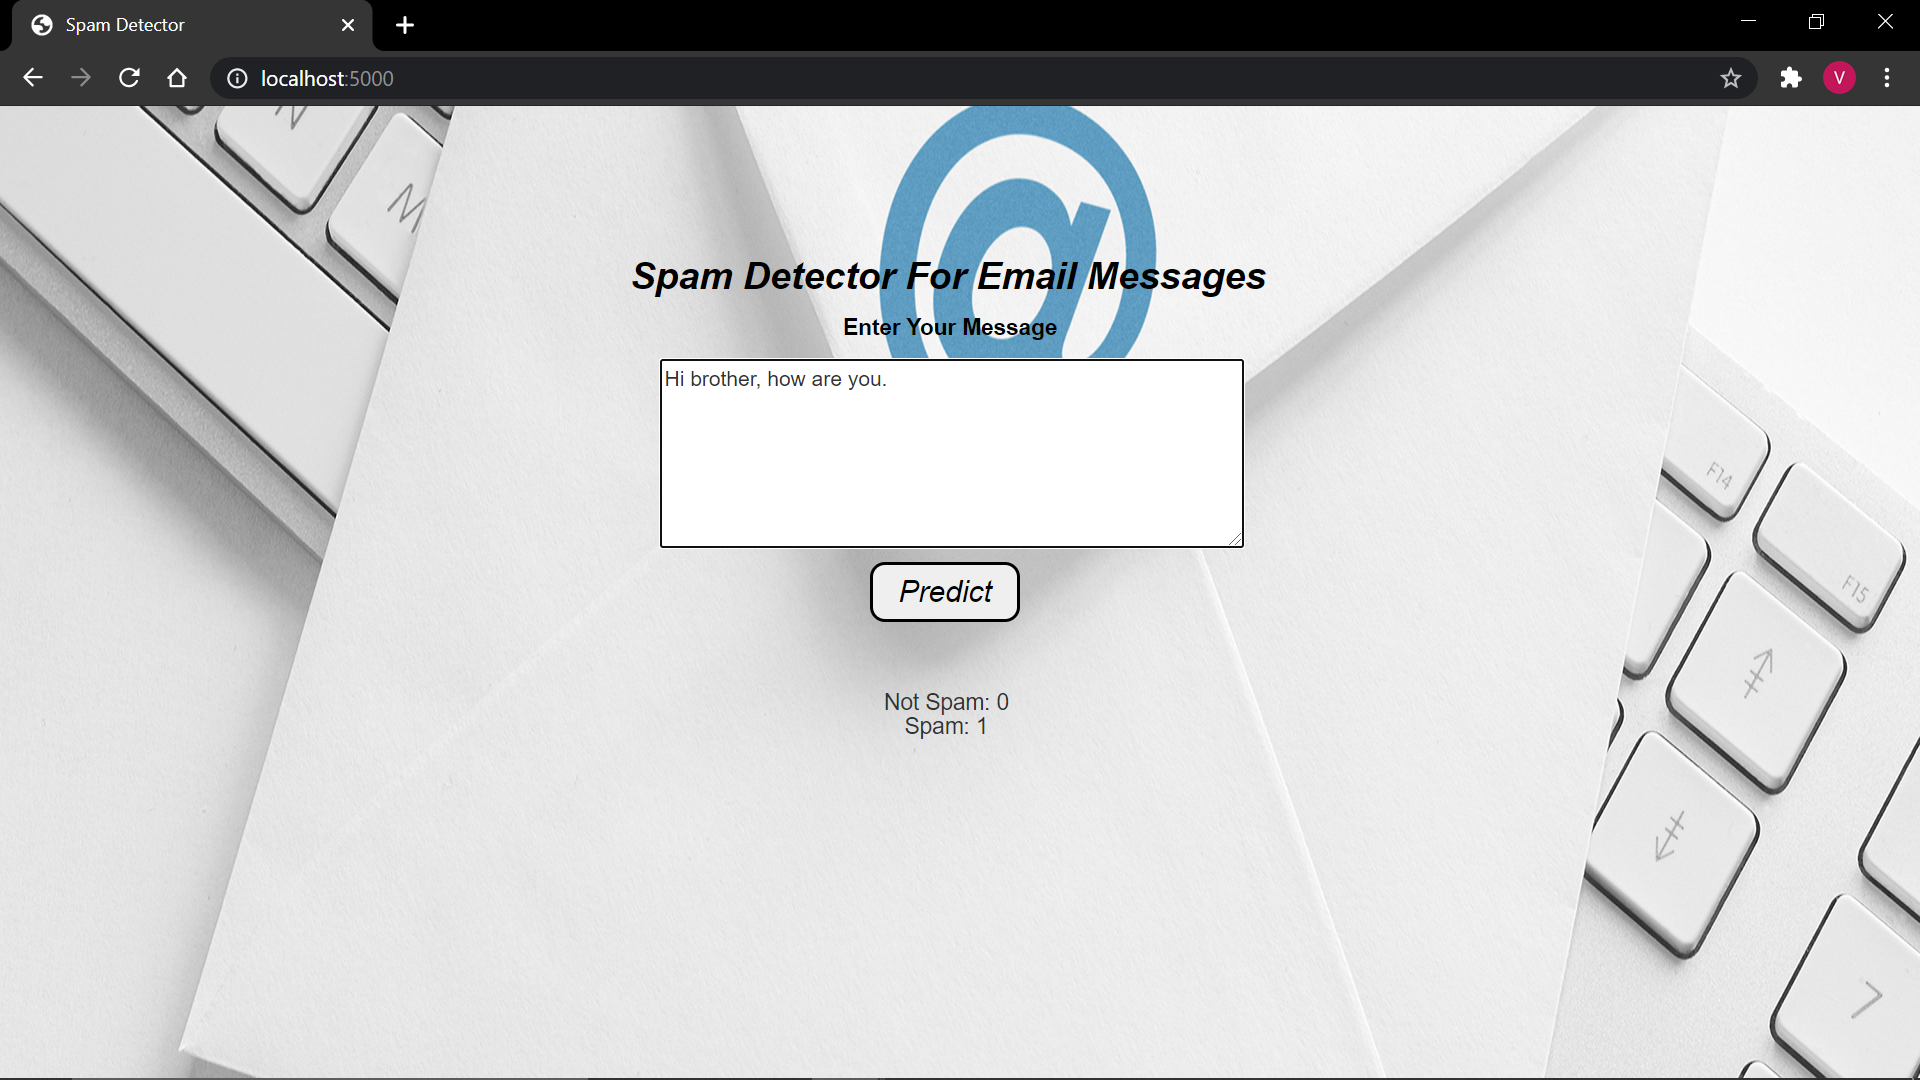 Spam Detector
localhost:5000
V
N
M
@
Spam Detector For Email Messages
Enter Your Message
Hi brother, how are you.
F14
Predict
F15
Not Spam: 0
Spam: 1